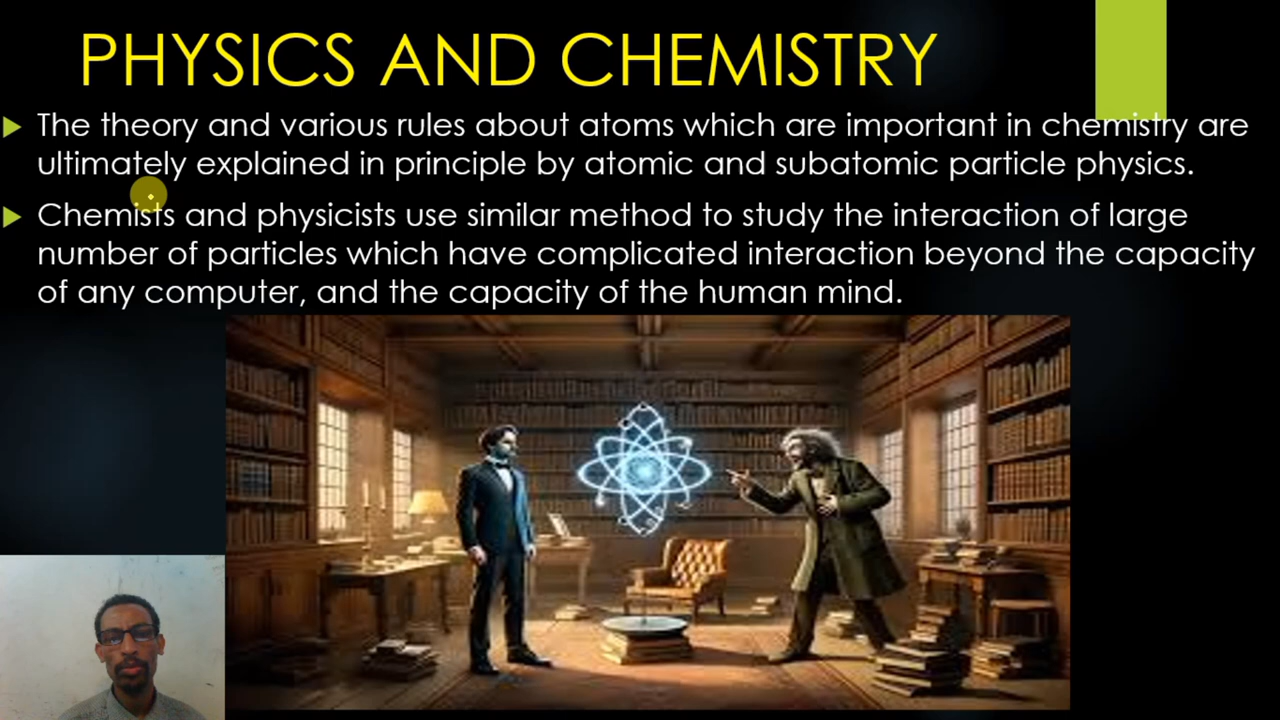 PHYSICS AND CHEMISTRY
The theory and various rules about atoms which are important in chemistry are
ultimately explained in principle by atomic and subatomic particle physics.
Chemists and physicists use similar method to study the interaction of large
number of particles which have complicated interaction beyond the capacity
of any computer, and the capacity of the human mind.